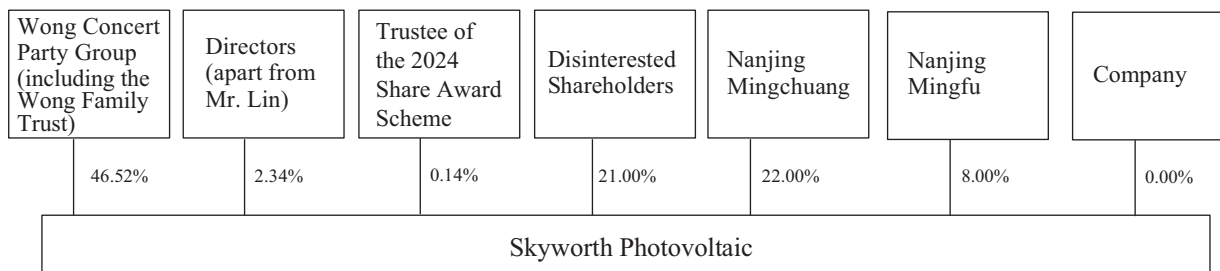 Wong Concert
Party Group
(including the
Wong Family
Trust)
Directors
(apart from
Mr. Lin)
Trustee of
the 2024
Share Award
Scheme
Disinterested
Shareholders
Nanjing
Mingchuang
Nanjing
Mingfu
Company
46.52%
2.34%
0.14%
21.00%
22.00%
8.00%
0.00%
Skyworth Photovoltaic